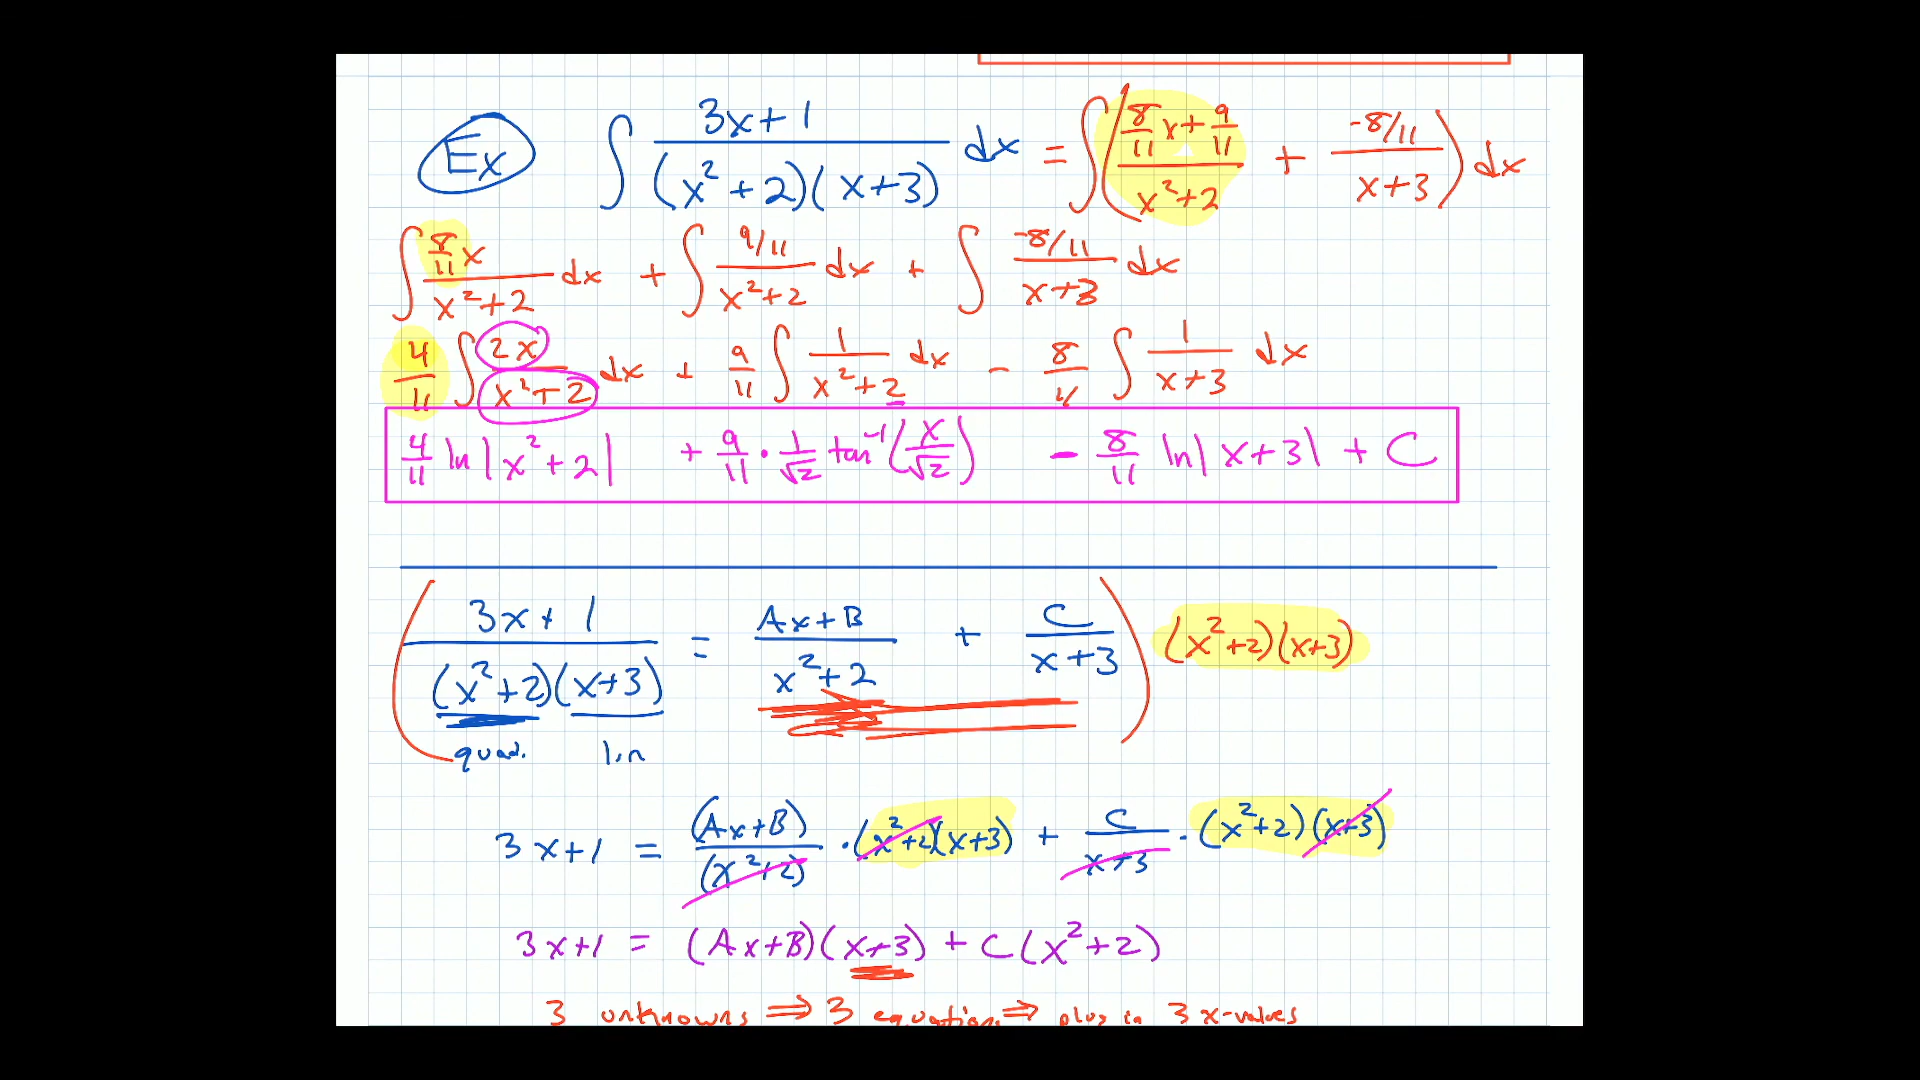 Ex ∫ (3x+1)/((x²+2)(x+3)) dx = ∫( (8/11 x + 9/11)/(x²+2) + (-8/11)/(x+3) ) dx
∫ (8/11 x)/(x²+2) dx + ∫ (9/11)/(x²+2) dx + ∫ (-8/11)/(x+3) dx
4/11 ∫ 2x/(x²+2) dx + 9/11 ∫ 1/(x²+2) dx - 8/11 ∫ 1/(x+3) dx
4/11 ln|x²+2| + 9/11 · 1/√2 tan⁻¹(x/√2) - 8/11 ln|x+3| + C
( (3x+1)/((x²+2)(x+3)) = (Ax+B)/(x²+2) + C/(x+3) ) (x²+2)(x+3)
quad. lin
3x+1 = (Ax+B)/(x²+2) · (x²+2)(x+3) + C/(x+3) · (x²+2)(x+3)
3x+1 = (Ax+B)(x+3) + C(x²+2)
3 unknowns ⇒ 3 equations ⇒ plug in 3 x-values